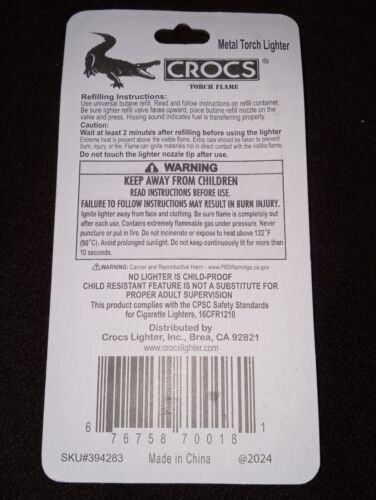 Metal Torch Lighter
CROCS®
TORCH FLAME
Refilling Instructions:
Use universal butane refill. Read and follow instructions on refill container.
Be sure lighter refill valve faces upward, place butane refill nozzle on
the valve and press. Hissing sound indicates fuel is transferring properly.
Caution:
Wait at least 2 minutes after refilling before using the lighter
Extreme heat is present above the visible flame. Extra care should be taken to prevent
burn, injury, or fire. Flame can ignite materials not in direct contact with the visible flame.
Do not touch the lighter nozzle tip after use.
⚠ WARNING
KEEP AWAY FROM CHILDREN
READ INSTRUCTIONS BEFORE USE.
FAILURE TO FOLLOW INSTRUCTIONS MAY RESULT IN BURN INJURY.
Ignite lighter away from face and clothing. Be sure flame is completely out
after each use. Contains extremely flammable gas under pressure. Never
puncture or put in fire. Do not incinerate or expose to heat above 122°F
(50°C). Avoid prolonged sunlight. Do not keep continuously lit for more than
10 seconds.
⚠WARNING: Cancer and Reproductive Harm - www.P65Warnings.ca.gov
NO LIGHTER IS CHILD-PROOF
CHILD RESISTANT FEATURE IS NOT A SUBSTITUTE FOR
PROPER ADULT SUPERVISION
This product complies with the CPSC Safety Standards
for Cigarette Lighters, 16CFR1210
Distributed by
Crocs Lighter, Inc., Brea, CA 92821
www.crocslighter.com
6 76758 70018 1
SKU#394283 Made in China @2024